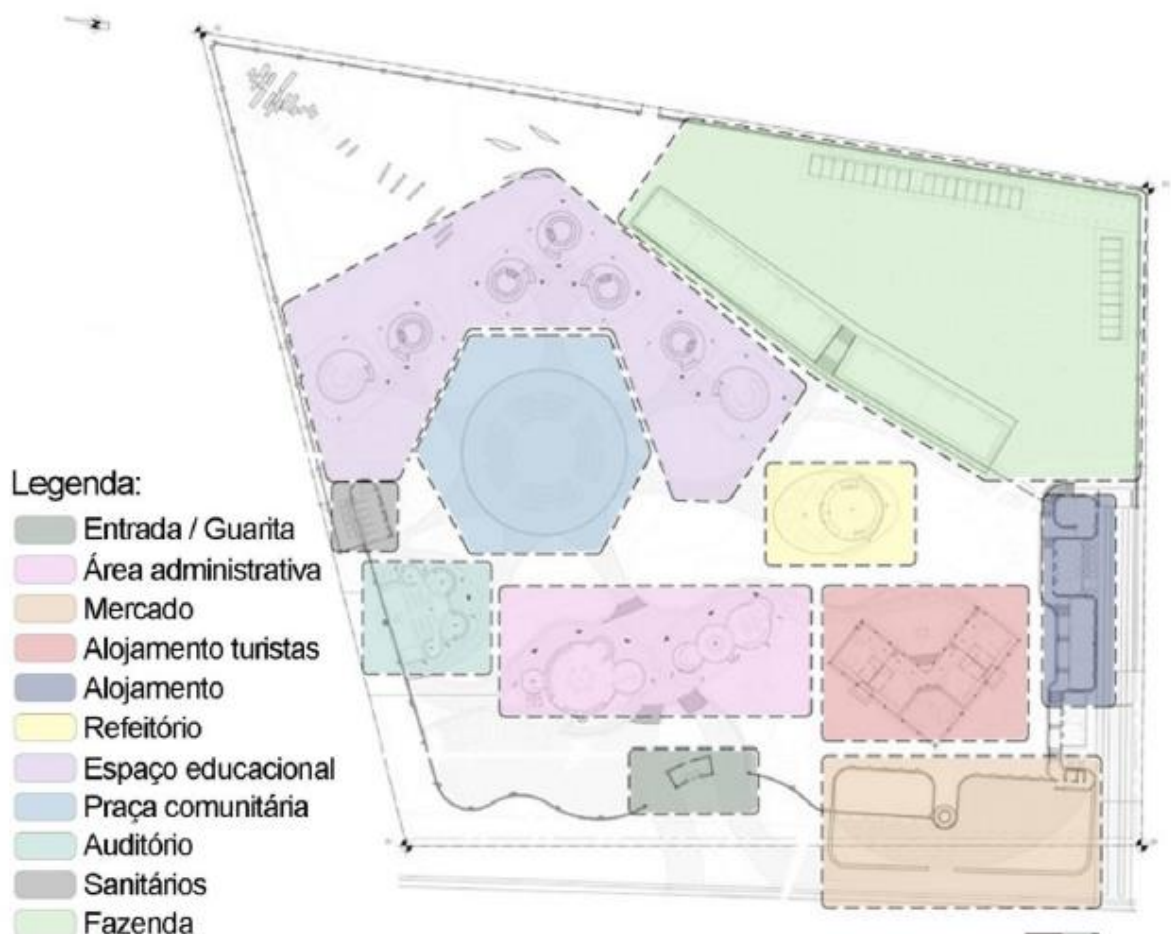 N
Legenda:
Entrada / Guarita
Área administrativa
Mercado
Alojamento turistas
Alojamento
Refeitório
Espaço educacional
Praça comunitária
Auditório
Sanitários
Fazenda